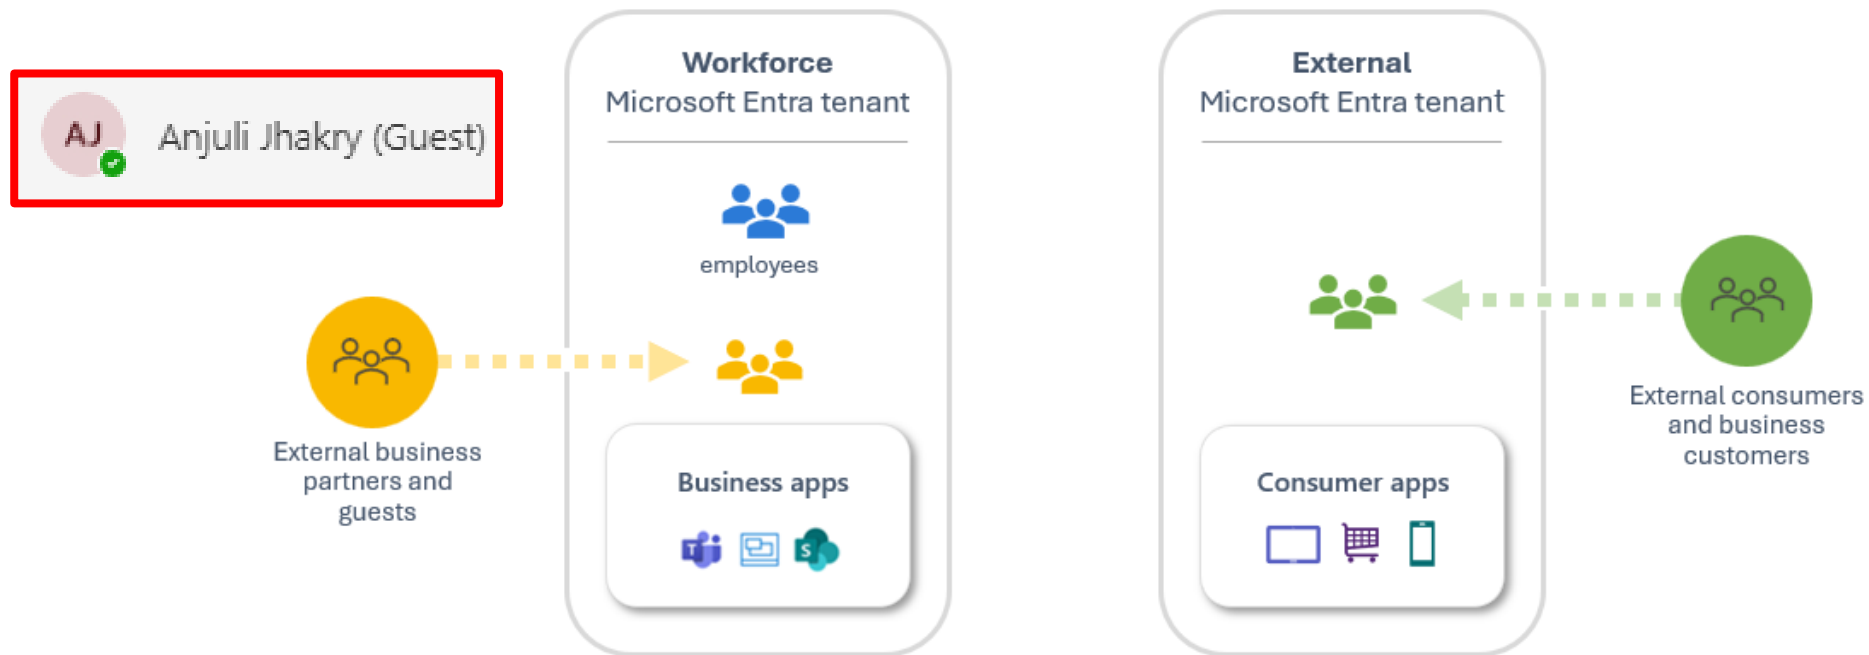 AJ
Anjuli Jhakry (Guest)
Workforce
Microsoft Entra tenant
employees
External business
partners and
guests
Business apps
T
S
External
Microsoft Entra tenant
External consumers
and business
customers
Consumer apps